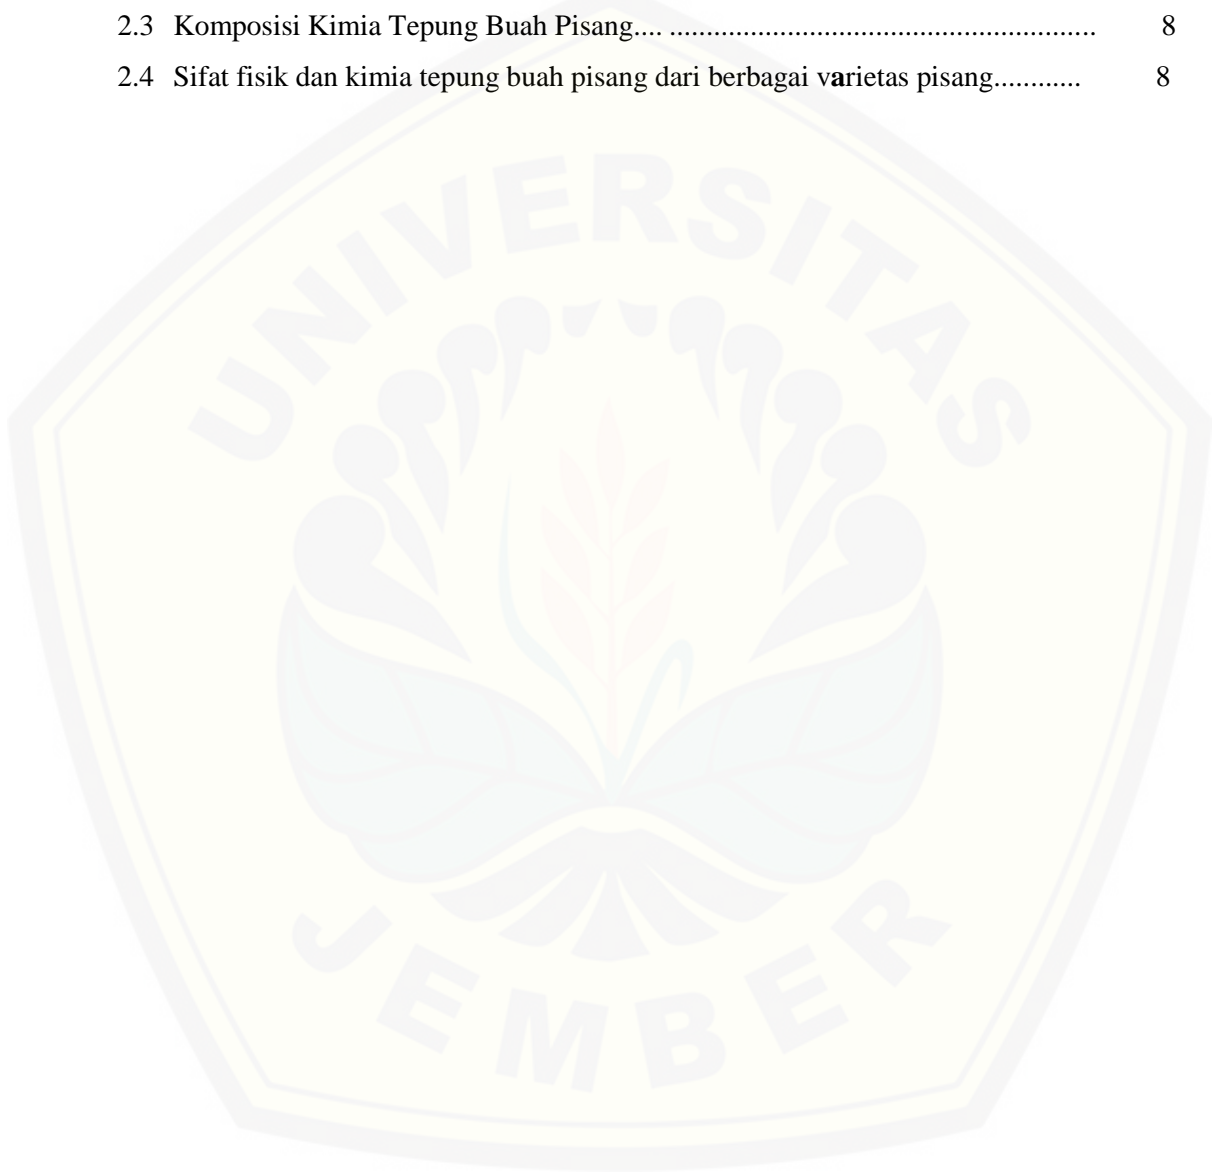 2.3 Komposisi Kimia Tepung Buah Pisang.... .......................................................... 8
2.4 Sifat fisik dan kimia tepung buah pisang dari berbagai varietas pisang............ 8
UNIVERSITAS
JEMBER